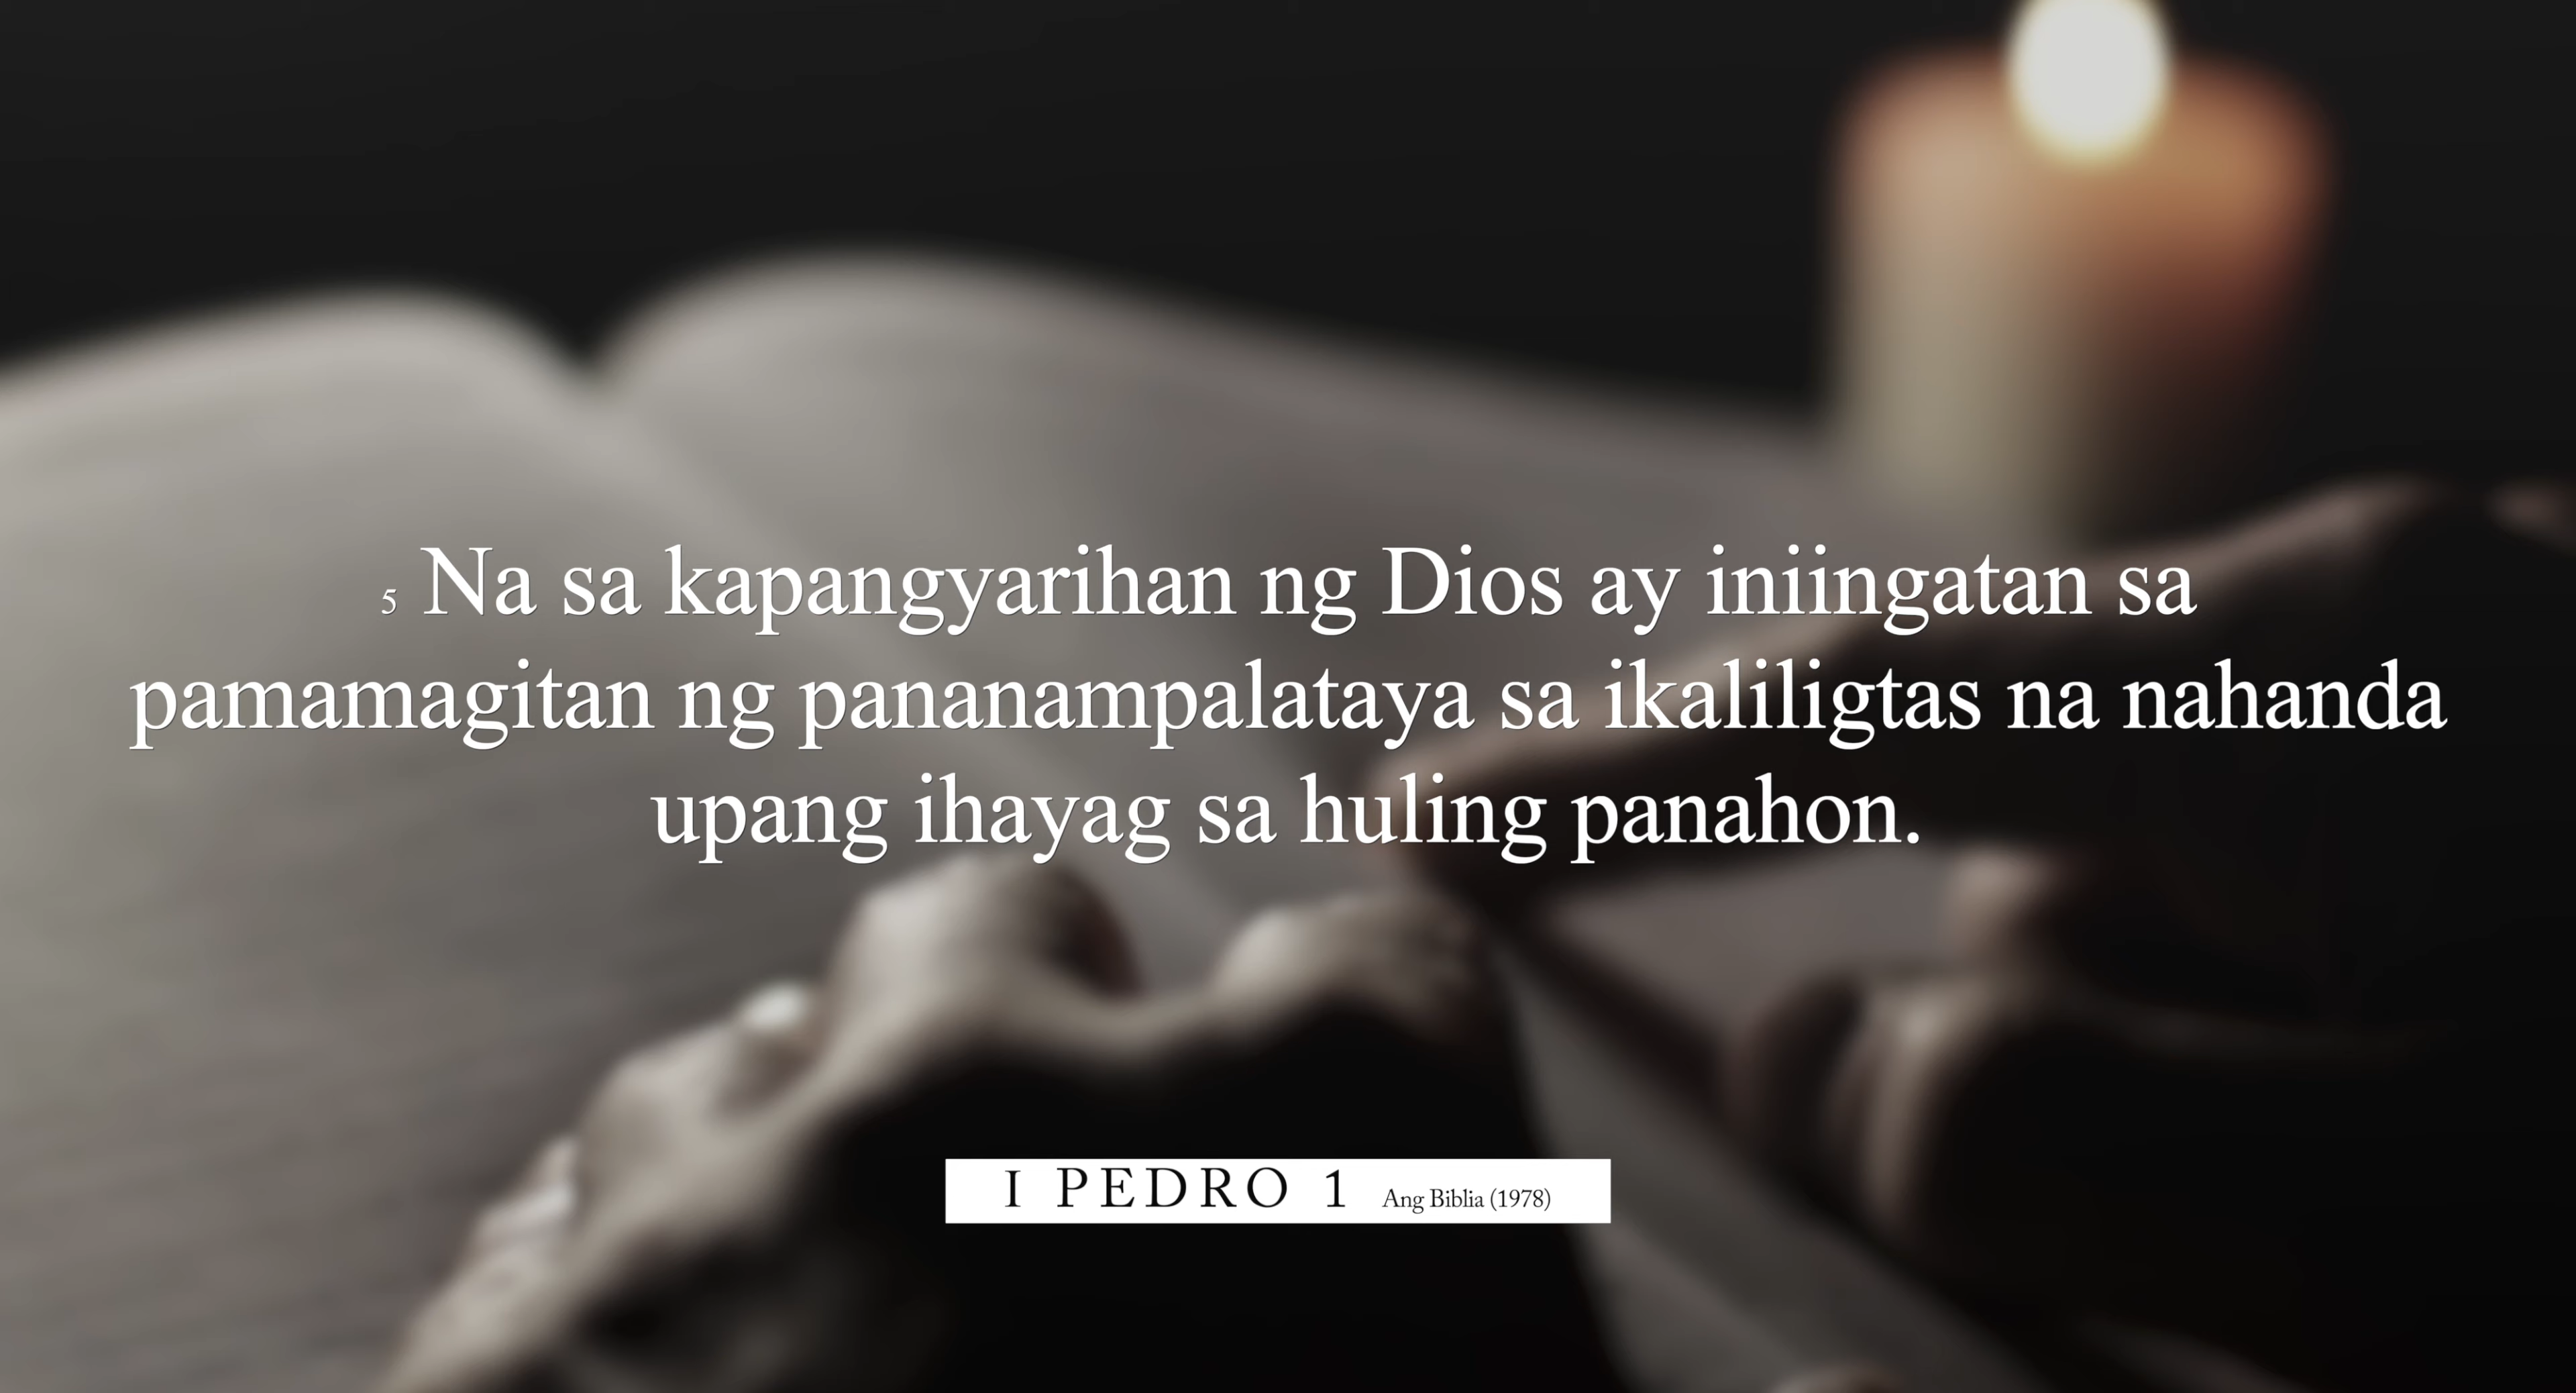 5 Na sa kapangyarihan ng Dios ay iniingatan sa
pamamagitan ng pananampalataya sa ikaliligtas na nahanda
upang ihayag sa huling panahon.
I PEDRO 1 Ang Biblia (1978)